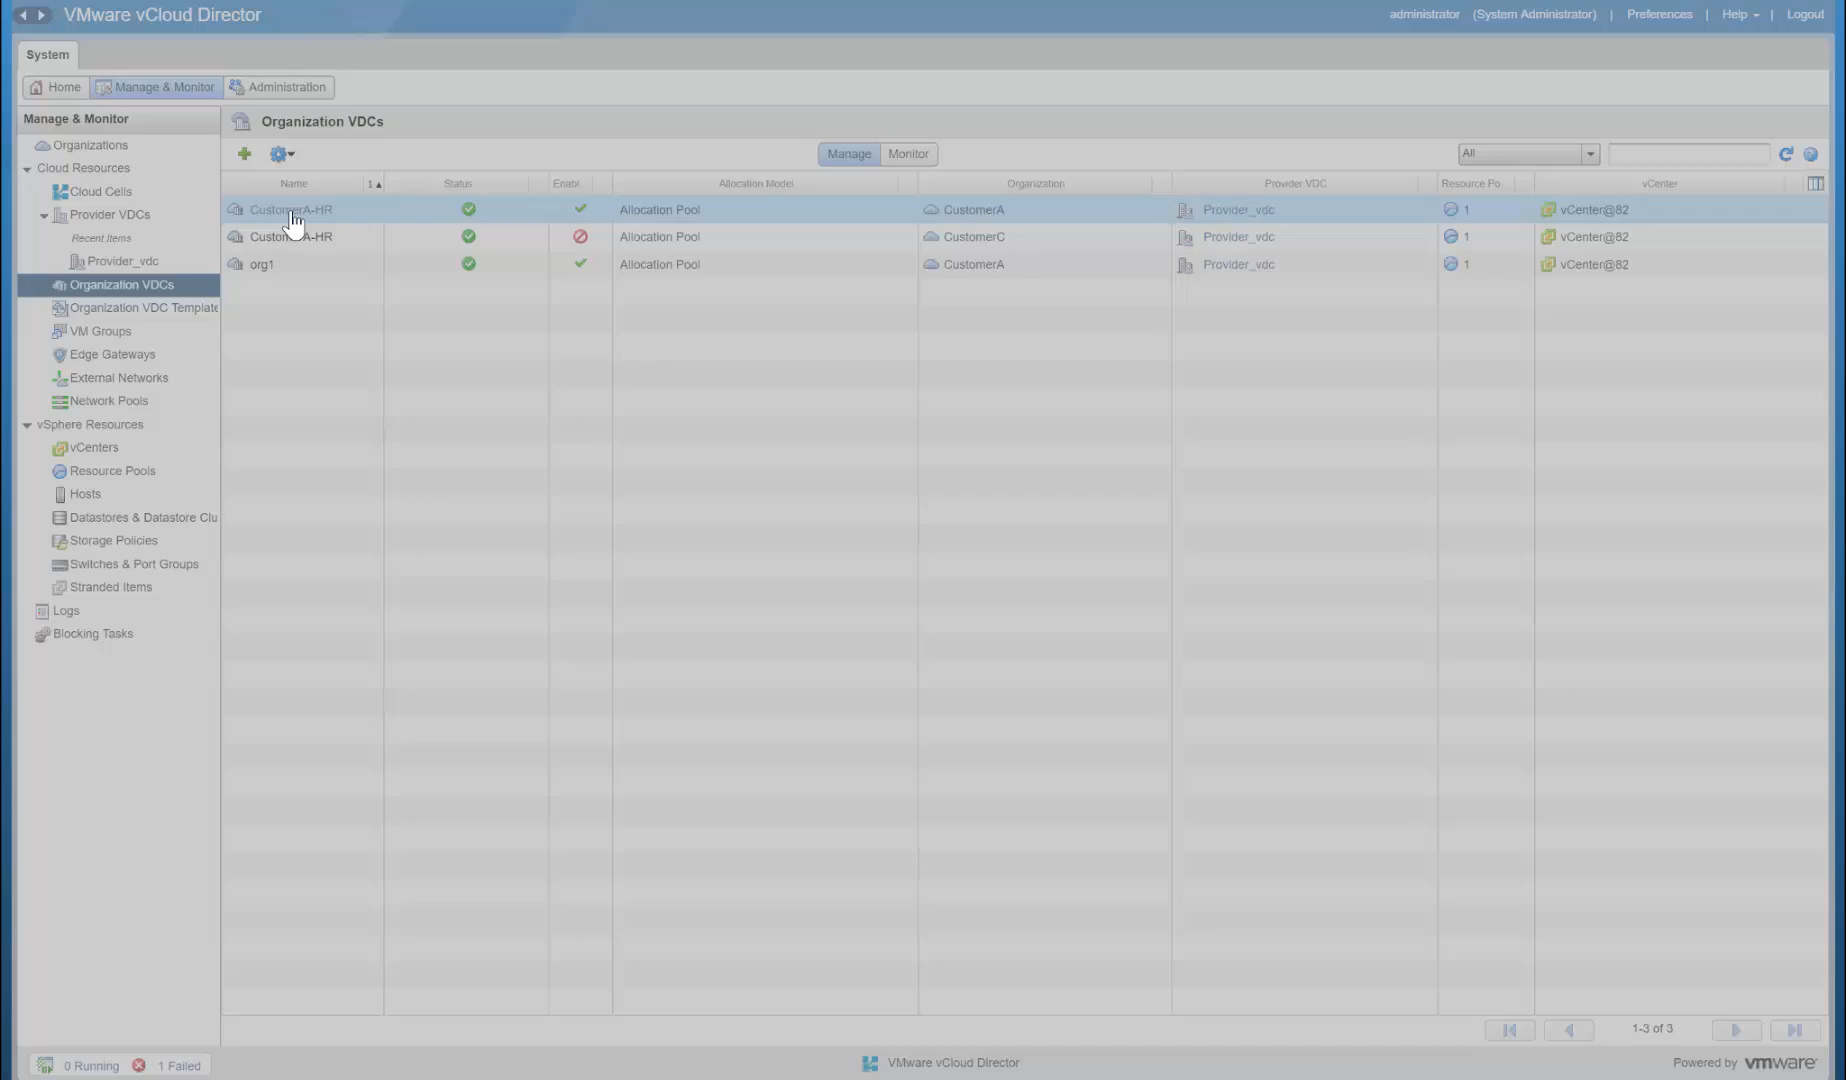 VMware vCloud Director
administrator (System Administrator) | Preferences | Help | Logout
System
Home Manage & Monitor Administration
Manage & Monitor
Organizations
Cloud Resources
Cloud Cells
Provider VDCs
Recent Items
Provider_vdc
Organization VDCs
Organization VDC Template
VM Groups
Edge Gateways
External Networks
Network Pools
vSphere Resources
vCenters
Resource Pools
Hosts
Datastores & Datastore Clu
Storage Policies
Switches & Port Groups
Stranded Items
Logs
Blocking Tasks
Organization VDCs
Manage Monitor All
Name 1 Status Enabl Allocation Model Organization Provider VDC Resource Po... vCenter
CustomerA-HR Allocation Pool CustomerA Provider_vdc 1 vCenter@82
CustomerA-HR Allocation Pool CustomerC Provider_vdc 1 vCenter@82
org1 Allocation Pool CustomerA Provider_vdc 1 vCenter@82
1-3 of 3
0 Running 1 Failed VMware vCloud Director Powered by vmware